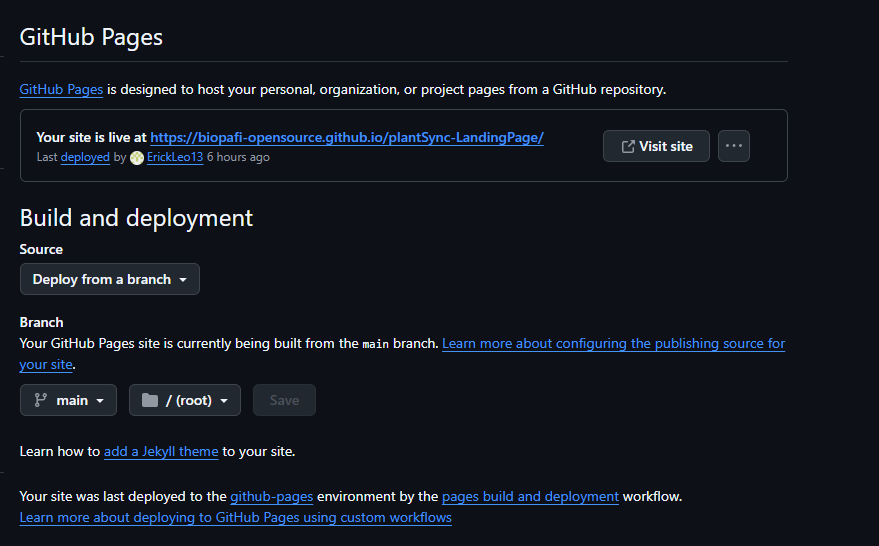 GitHub Pages
GitHub Pages is designed to host your personal, organization, or project pages from a GitHub repository.
Your site is live at https://biopafi-opensource.github.io/plantSync-LandingPage/
Last deployed by ErickLeo13 6 hours ago
Visit site
Build and deployment
Source
Deploy from a branch
Branch
Your GitHub Pages site is currently being built from the main branch. Learn more about configuring the publishing source for
your site.
main
/ (root)
Save
Learn how to add a Jekyll theme to your site.
Your site was last deployed to the github-pages environment by the pages build and deployment workflow.
Learn more about deploying to GitHub Pages using custom workflows